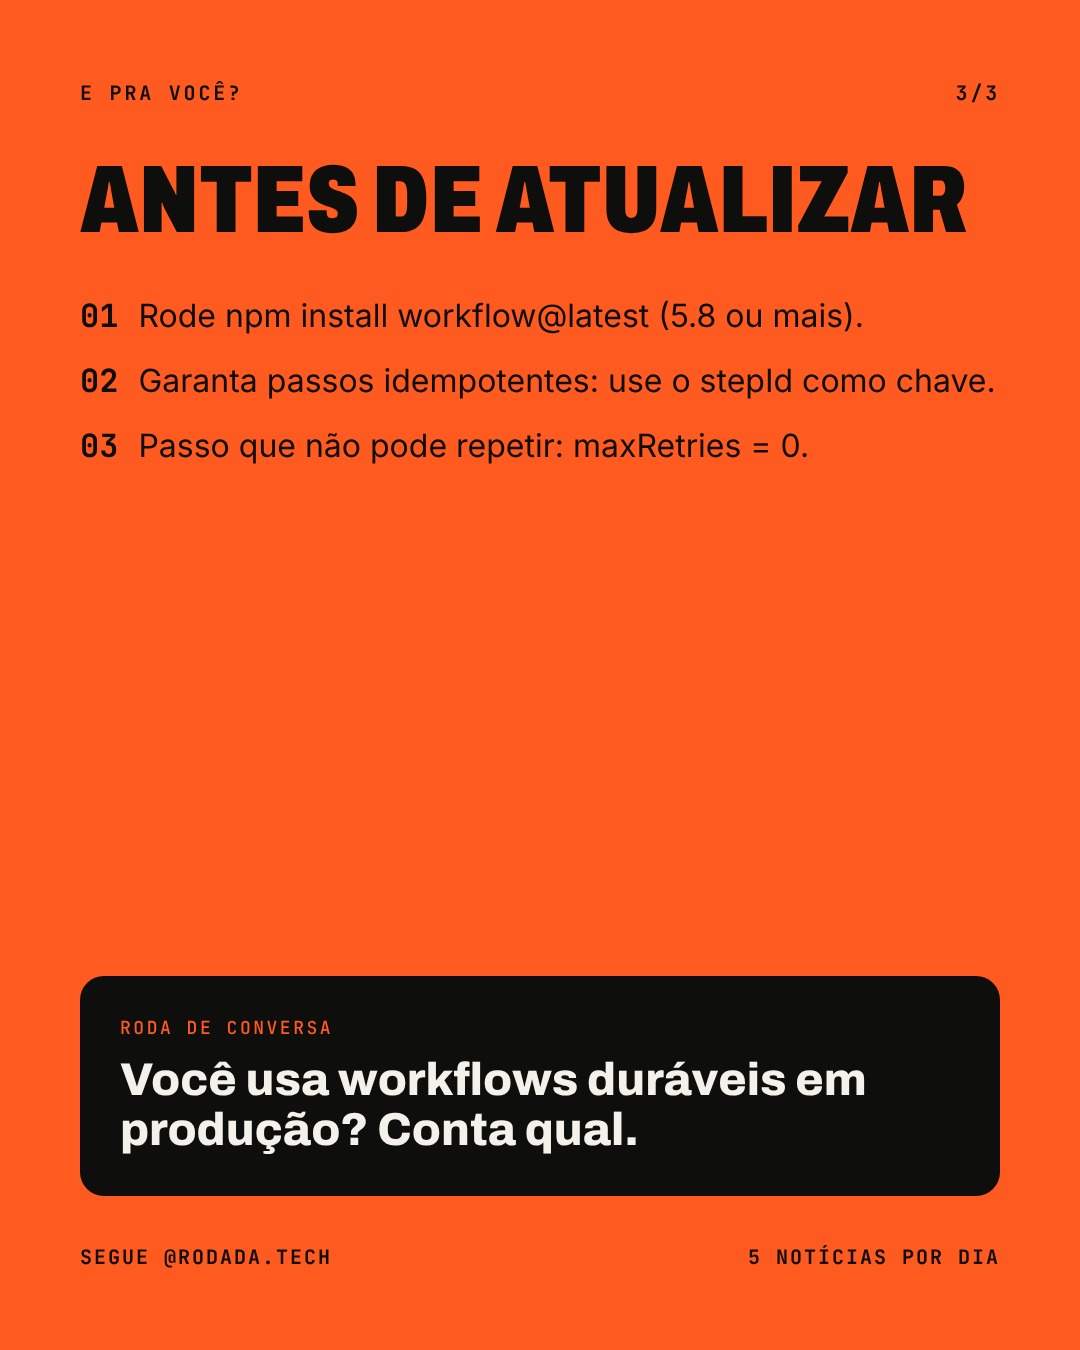 E PRA VOCÊ?
3/3
ANTES DE ATUALIZAR
01 Rode npm install workflow@latest (5.8 ou mais).
02 Garanta passos idempotentes: use o stepId como chave.
03 Passo que não pode repetir: maxRetries = 0.
RODA DE CONVERSA
Você usa workflows duráveis em
produção? Conta qual.
SEGUE @RODADA.TECH
5 NOTÍCIAS POR DIA